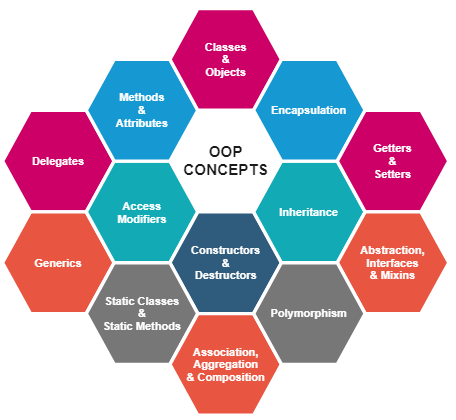 Classes
&
Objects
Methods
&
Attributes
Encapsulation
Delegates
OOP
CONCEPTS
Getters
&
Setters
Access
Modifiers
Inheritance
Generics
Constructors
&
Destructors
Abstraction,
Interfaces
& Mixins
Static Classes
&
Static Methods
Polymorphism
Association,
Aggregation
& Composition